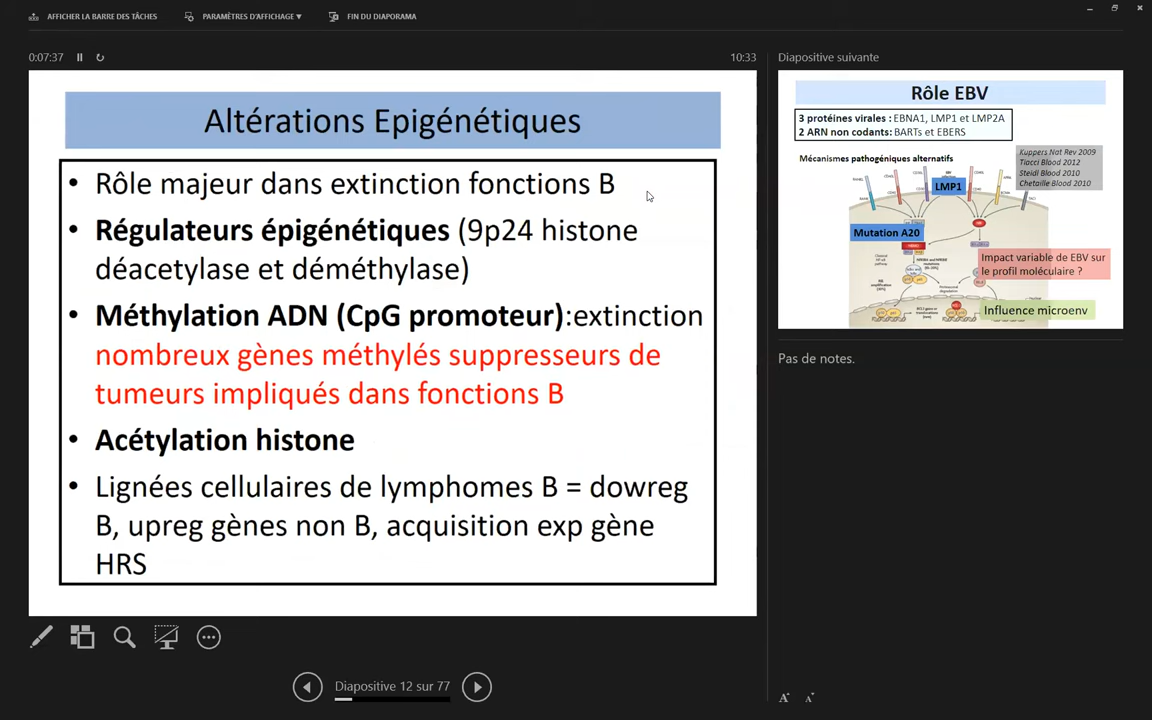 AFFICHER LA BARRE DES TÂCHES
PARAMÈTRES D'AFFICHAGE ▼
FIN DU DIAPORAMA
0:07:37
10:33
Altérations Epigénétiques
• Rôle majeur dans extinction fonctions B
• Régulateurs épigénétiques (9p24 histone
déacetylase et déméthylase)
• Méthylation ADN (CpG promoteur):extinction
nombreux gènes méthylés suppresseurs de
tumeurs impliqués dans fonctions B
• Acétylation histone
• Lignées cellulaires de lymphomes B = dowreg
B, upreg gènes non B, acquisition exp gène
HRS
Diapositive 12 sur 77
Diapositive suivante
Rôle EBV
3 protéines virales : EBNA1, LMP1 et LMP2A
2 ARN non codants: BARTs et EBERS
Mécanismes pathogéniques alternatifs
Kuppers Nat Rev 2009
Tiacci Blood 2012
Steidl Blood 2010
Chetaille Blood 2010
LMP1
Mutation A20
Impact variable de EBV sur
le profil moléculaire ?
Influence microenv
Pas de notes.
A
A